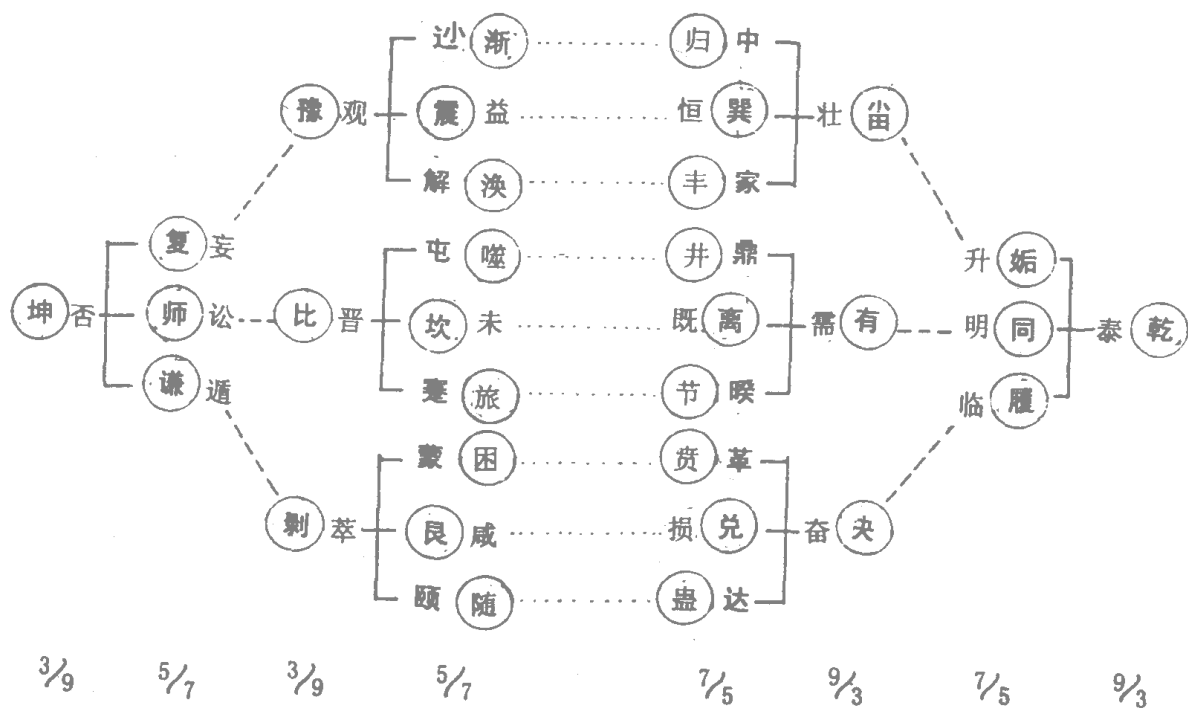 渐 归 中
豫 观 震 益 恒 巽 壮
解 涣 丰 家
复 妄 屯 噬 井 鼎 升 姤
坤 否 师 讼 比 晋 坎 未 既 离 需 有 明 同 泰 乾
谦 遁 蹇 旅 节 睽 临 履
蒙 困 贲 革
剝 萃 艮 咸 损 兑 奋 夬
颐 随 蛊 达
3/9 5/7 3/9 5/7 7/5 9/3 7/5 9/3